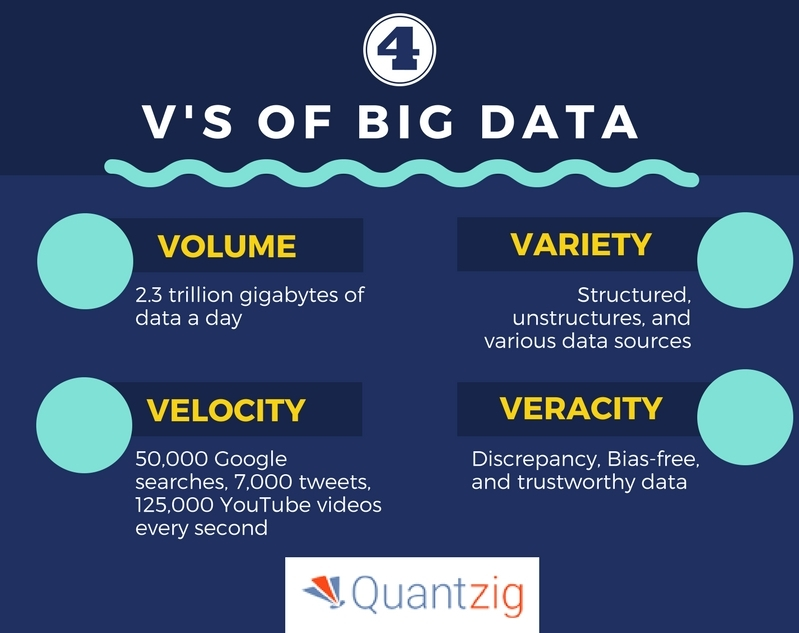 4
V'S OF BIG DATA
VOLUME
2.3 trillion gigabytes of
data a day
VARIETY
Structured,
unstructures, and
various data sources
VELOCITY
50,000 Google
searches, 7,000 tweets,
125,000 YouTube videos
every second
VERACITY
Discrepancy, Bias-free,
and trustworthy data
Quantzig